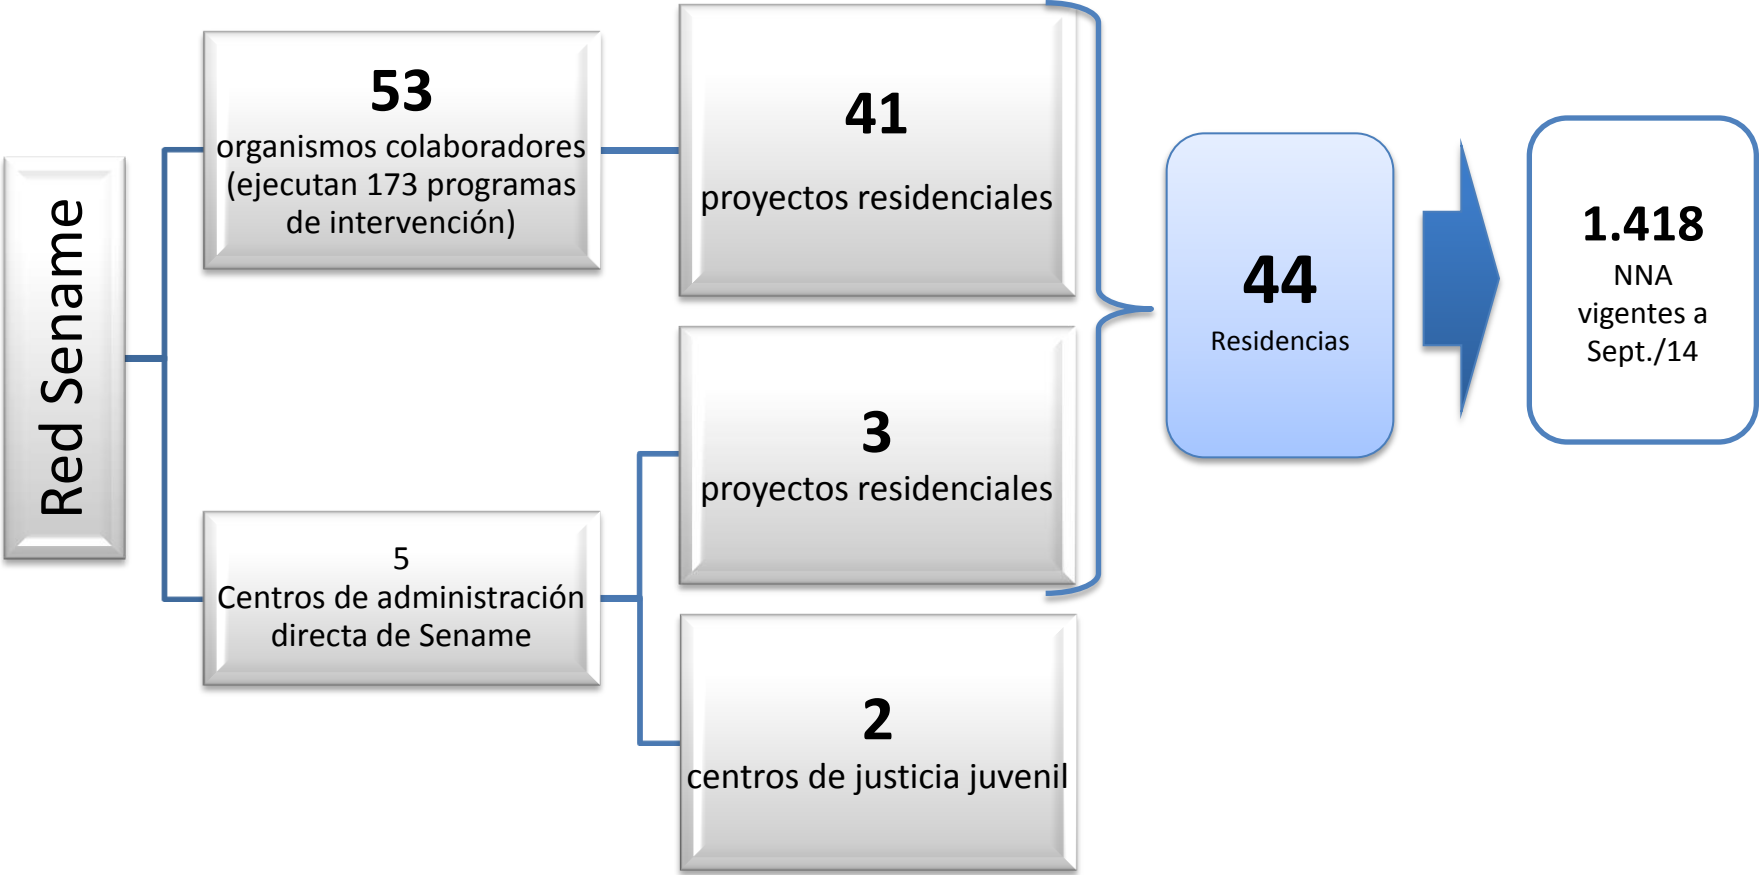 Red Sename
53
organismos colaboradores
(ejecutan 173 programas
de intervención)
41
proyectos residenciales
5
Centros de administración
directa de Sename
3
proyectos residenciales
2
centros de justicia juvenil
44
Residencias
1.418
NNA
vigentes a
Sept./14